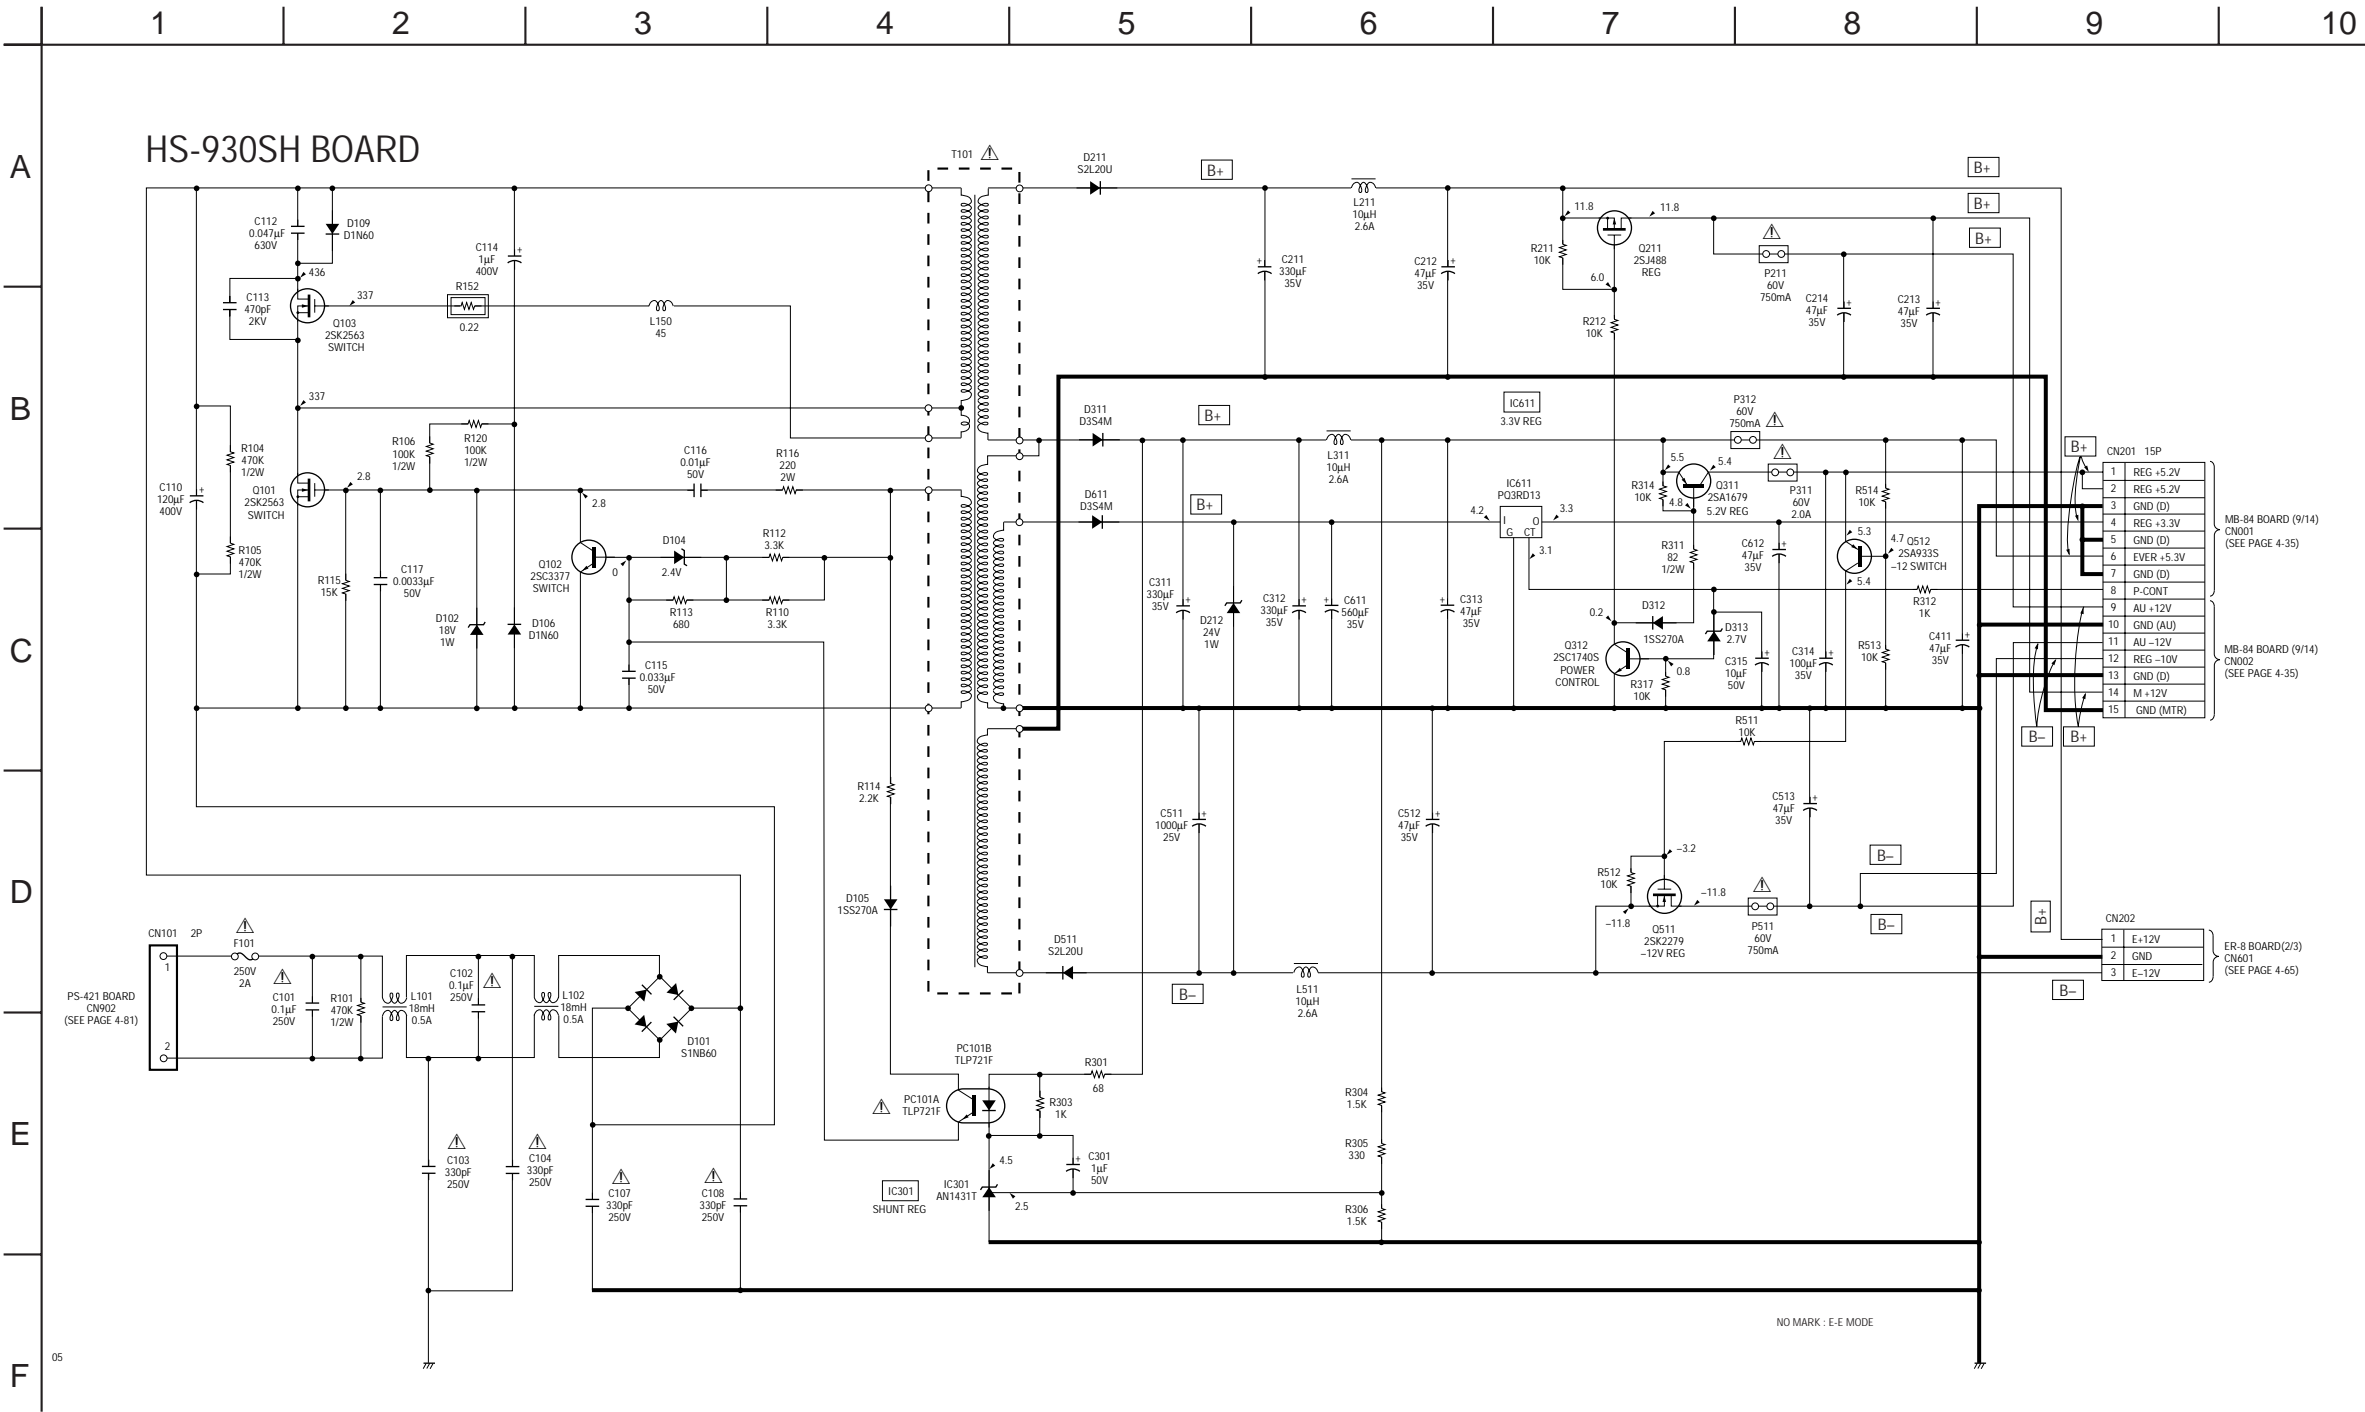 1 2 3 4 5 6 7 8 9 10
A
B
C
D
E
F
HS-930SH BOARD
C112
0.047µF
630V
D109
D1N60
C114
1µF
400V
436
C113
470pF
2KV
337
Q103
2SK2563
SWITCH
R152
0.22
L150
45
337
R104
470K
1/2W
R106
100K
1/2W
R120
100K
1/2W
C110
120µF
400V
Q101
2SK2563
SWITCH
2.8
C116
0.01µF
50V
R116
220
2W
2.8
R105
470K
1/2W
R115
15K
C117
0.0033µF
50V
Q102
2SC3377
SWITCH
0
D104
2.4V
R112
3.3K
R113
680
R110
3.3K
D102
18V
1W
D106
D1N60
C115
0.033µF
50V
R114
2.2K
D105
1SS270A
CN101 2P
1
2
PS-421 BOARD
CN902
(SEE PAGE 4-81)
F101
250V
2A
C101
0.1µF
250V
R101
470K
1/2W
L101
18mH
0.5A
C102
0.1µF
250V
L102
18mH
0.5A
D101
S1NB60
C103
330pF
250V
C104
330pF
250V
C107
330pF
250V
C108
330pF
250V
T101
D211
S2L20U
B+
C211
330µF
35V
L211
10µH
2.6A
C212
47µF
35V
11.8
11.8
R211
10K
Q211
2SJ488
REG
6.0
R212
10K
P211
60V
750mA
C214
47µF
35V
C213
47µF
35V
B+
B+
B+
D311
D3S4M
B+
L311
10µH
2.6A
IC611
3.3V REG
P312
60V
750mA
D611
D3S4M
B+
4.2
IC611
PQ3RD13
I O
G CT
3.3
3.1
5.5
5.4
R314
10K
4.8
Q311
2SA1679
5.2V REG
P311
60V
2.0A
R514
10K
C311
330µF
35V
D212
24V
1W
C312
330µF
35V
C611
560µF
35V
C313
47µF
35V
R311
82
1/2W
C612
47µF
35V
5.3
4.7
Q512
2SA933S
–12 SWITCH
5.4
R312
1K
0.2
D312
1SS270A
D313
2.7V
Q312
2SC1740S
POWER
CONTROL
0.8
R317
10K
C315
10µF
50V
C314
100µF
35V
R513
10K
C411
47µF
35V
R511
10K
C511
1000µF
25V
C512
47µF
35V
C513
47µF
35V
–3.2
R512
10K
–11.8
–11.8
Q511
2SK2279
–12V REG
P511
60V
750mA
B–
B–
D511
S2L20U
B–
L511
10µH
2.6A
PC101B
TLP721F
PC101A
TLP721F
R301
68
R303
1K
C301
1µF
50V
4.5
IC301
SHUNT REG
IC301
AN1431T
2.5
R304
1.5K
R305
330
R306
1.5K
B+
CN201 15P
1 REG +5.2V
2 REG +5.2V
3 GND (D)
4 REG +3.3V
5 GND (D)
6 EVER +5.3V
7 GND (D)
8 P-CONT
9 AU +12V
10 GND (AU)
11 AU –12V
12 REG –10V
13 GND (D)
14 M +12V
15 GND (MTR)
MB-84 BOARD (9/14)
CN001
(SEE PAGE 4-35)
MB-84 BOARD (9/14)
CN002
(SEE PAGE 4-35)
B–
B+
B+
CN202
1 E+12V
2 GND
3 E–12V
ER-8 BOARD(2/3)
CN601
(SEE PAGE 4-65)
B–
NO MARK : E-E MODE
05